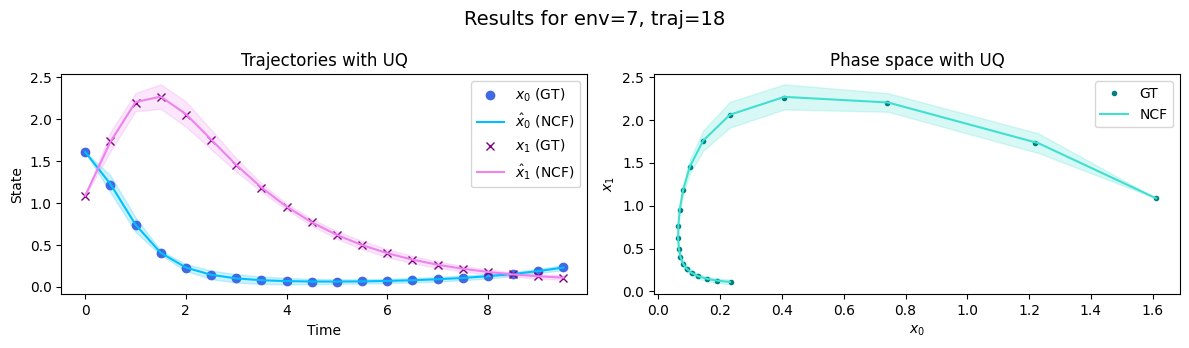 Results for env=7, traj=18
Trajectories with UQ
State
2.5
2.0
1.5
1.0
0.5
0.0
0
2
4
6
8
Time
x₀ (GT)
x̂₀ (NCF)
x₁ (GT)
x̂₁ (NCF)
Phase space with UQ
x₁
2.5
2.0
1.5
1.0
0.5
0.0
0.0
0.2
0.4
0.6
0.8
1.0
1.2
1.4
1.6
x₀
GT
NCF